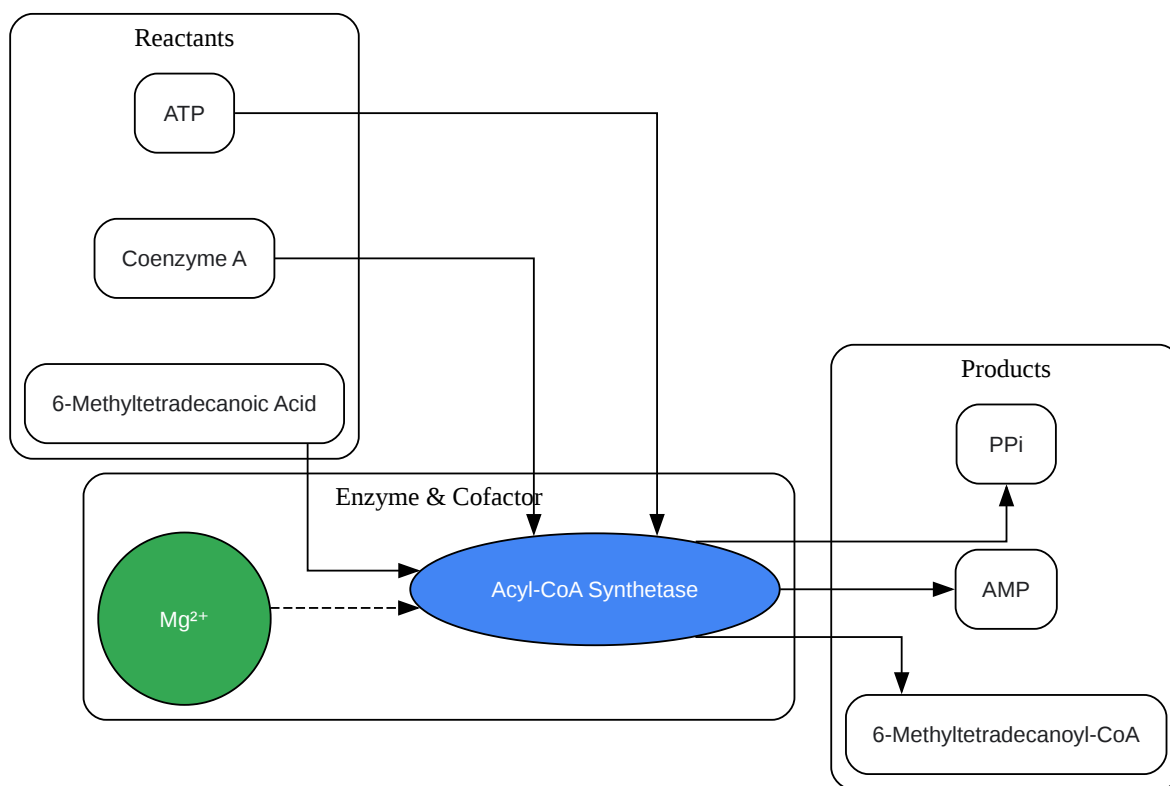 Reactants
ATP
Coenzyme A
6-Methyltetradecanoic Acid
Enzyme & Cofactor
Mg²⁺
Acyl-CoA Synthetase
Products
PPi
AMP
6-Methyltetradecanoyl-CoA